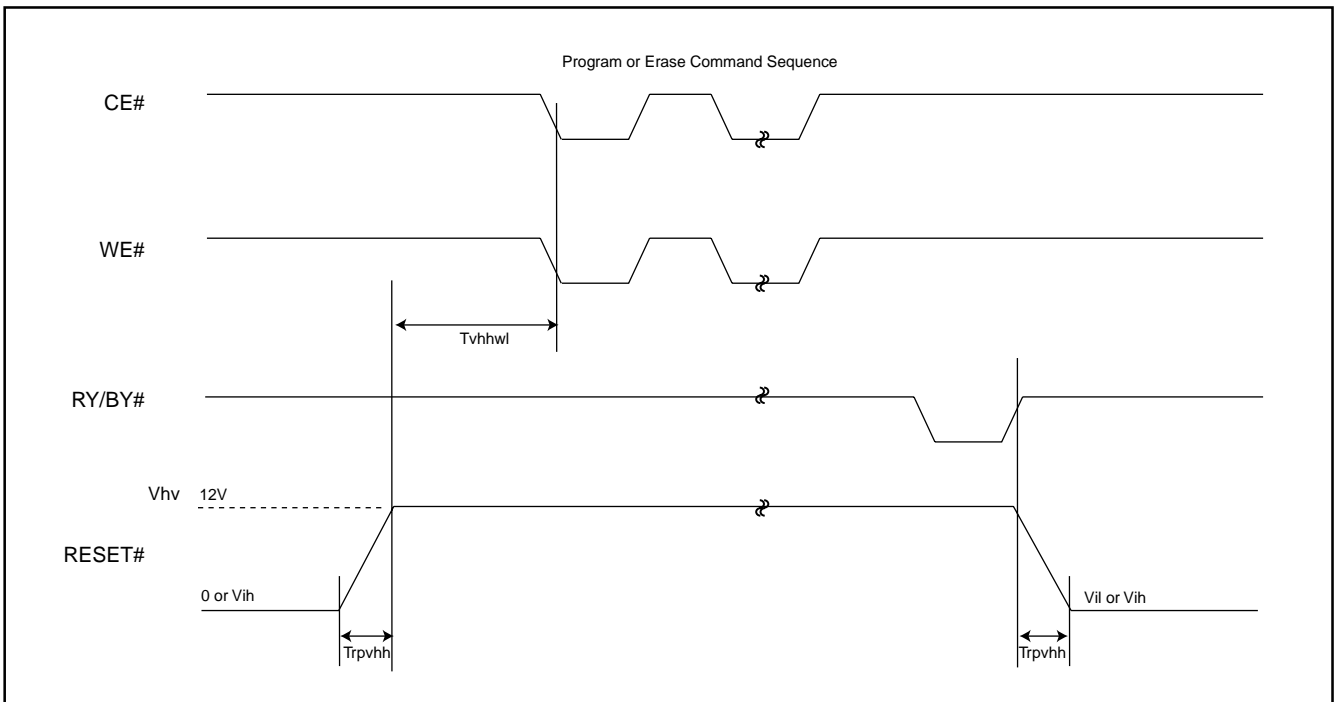 Program or Erase Command Sequence
CE#
WE#
Tvhhwl
RY/BY#
Vhv 12V
RESET#
0 or Vih
Vil or Vih
Trpvhh
Trpvhh